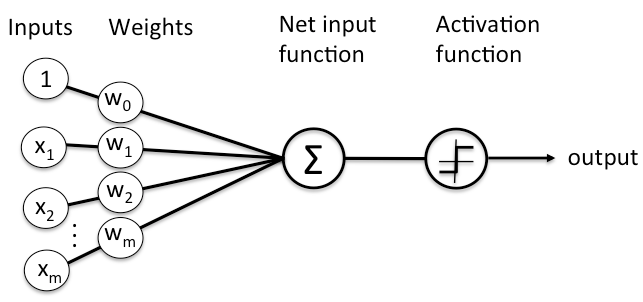 Inputs
Weights
Net input
function
Activation
function
1
w₀
x₁
w₁
x₂
w₂
⋮
xₘ
wₘ
Σ
output